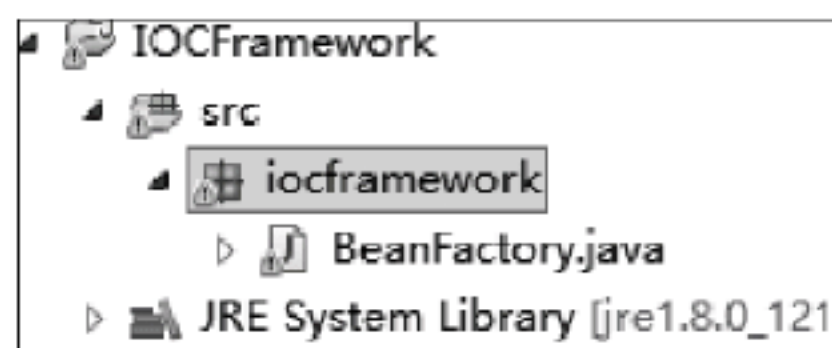 IOCFramework
src
iocframework
BeanFactory.java
JRE System Library [jre1.8.0_121